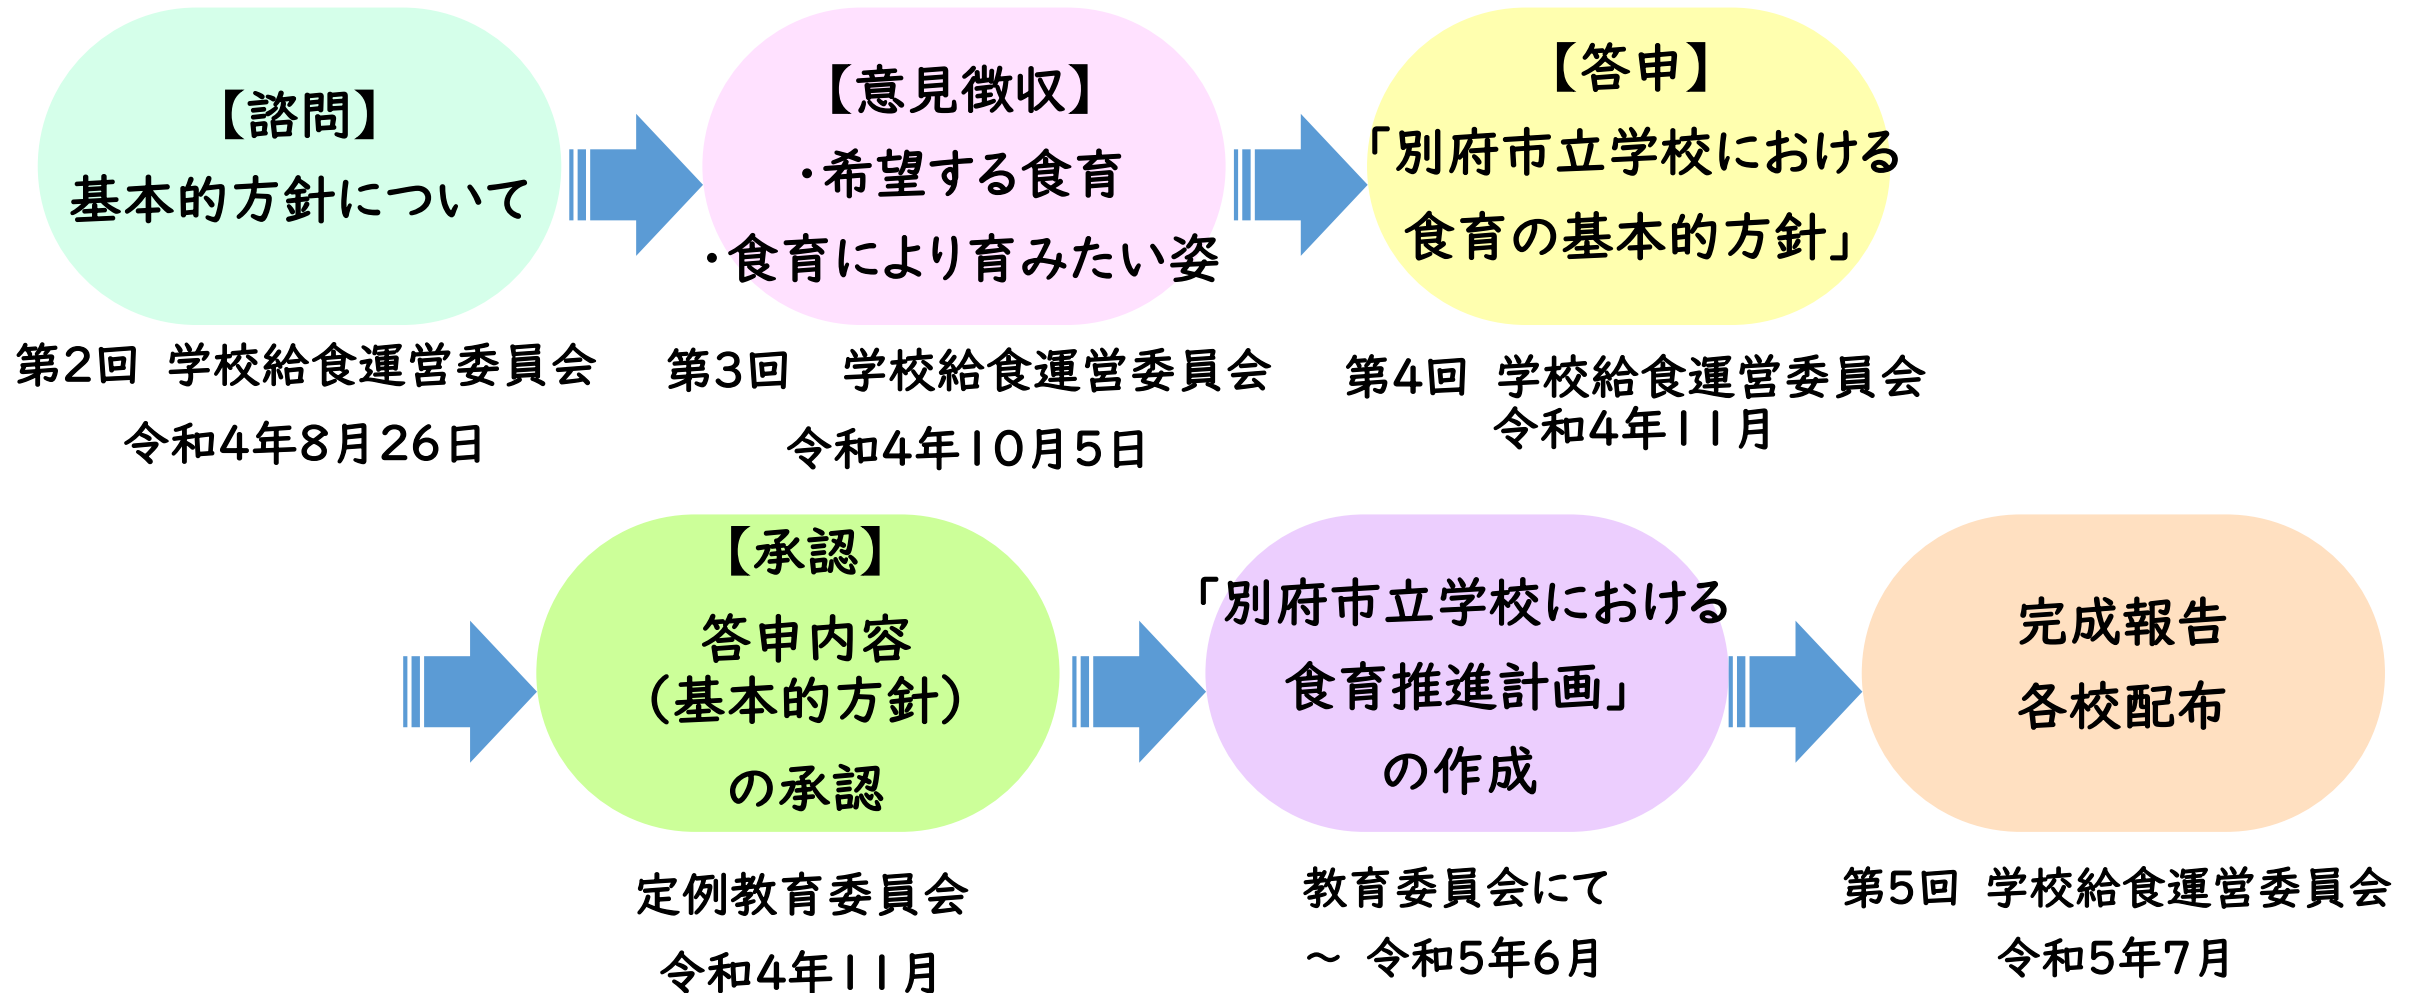 【諮問】
基本的方針について
第2回 学校給食運営委員会
令和4年8月26日
【意見徴収】
・希望する食育
・食育により育みたい姿
第3回 学校給食運営委員会
令和4年10月5日
【答申】
「別府市立学校における
食育の基本的方針」
第4回 学校給食運営委員会
令和4年11月
【承認】
答申内容
（基本的方針）
の承認
定例教育委員会
令和4年11月
「別府市立学校における
食育推進計画」
の作成
教育委員会にて
～ 令和5年6月
完成報告
各校配布
第5回 学校給食運営委員会
令和5年7月